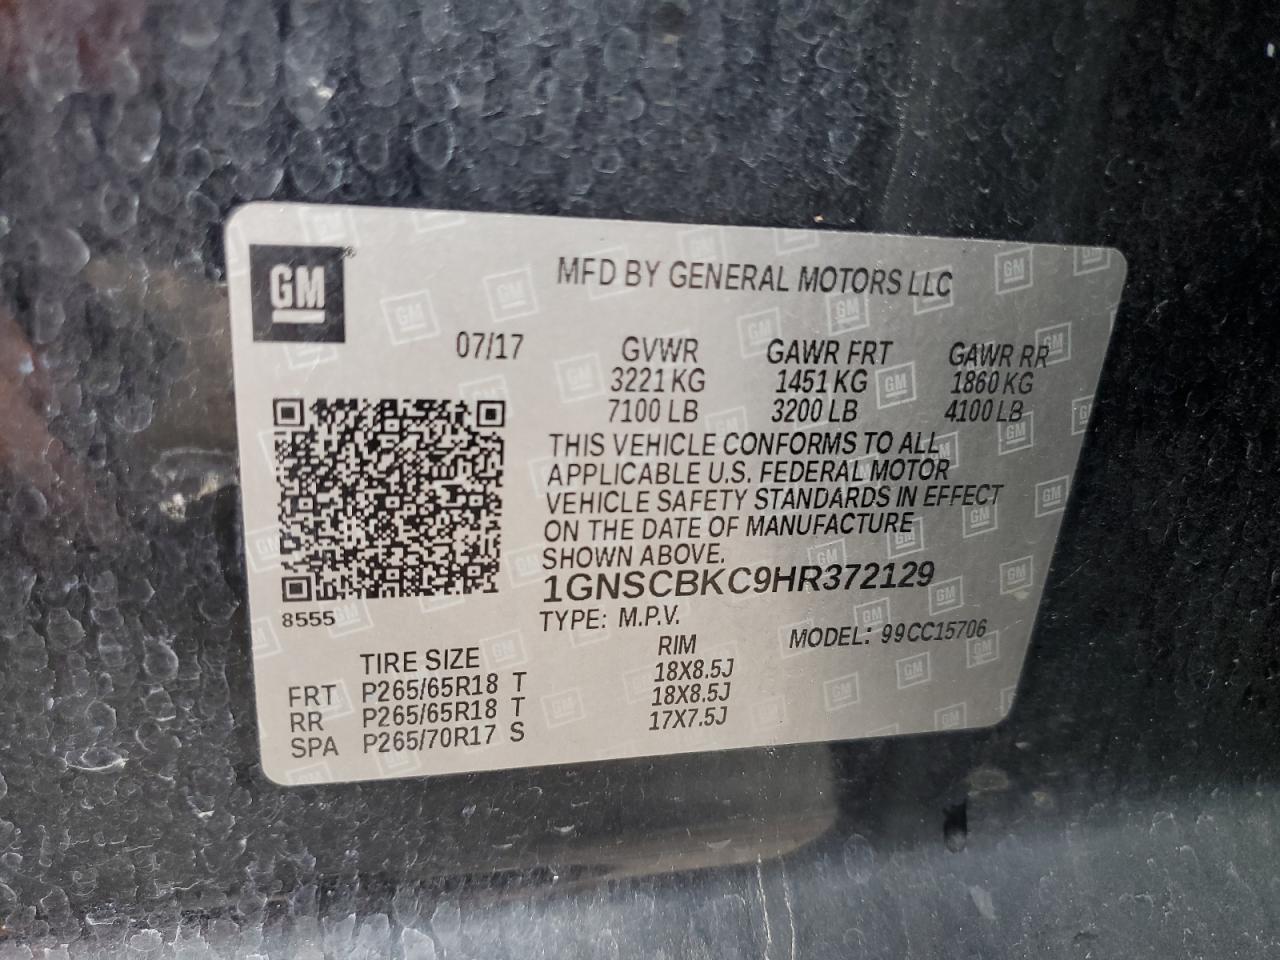 GM
MFD BY GENERAL MOTORS LLC
07/17 GVWR GAWR FRT GAWR RR
3221 KG 1451 KG 1860 KG
7100 LB 3200 LB 4100 LB
THIS VEHICLE CONFORMS TO ALL
APPLICABLE U.S. FEDERAL MOTOR
VEHICLE SAFETY STANDARDS IN EFFECT
ON THE DATE OF MANUFACTURE
SHOWN ABOVE.
1GNSCBKC9HR372129
8555
TYPE: M.P.V. MODEL: 99CC15706
TIRE SIZE RIM
FRT P265/65R18 T 18X8.5J
RR P265/65R18 T 18X8.5J
SPA P265/70R17 S 17X7.5J